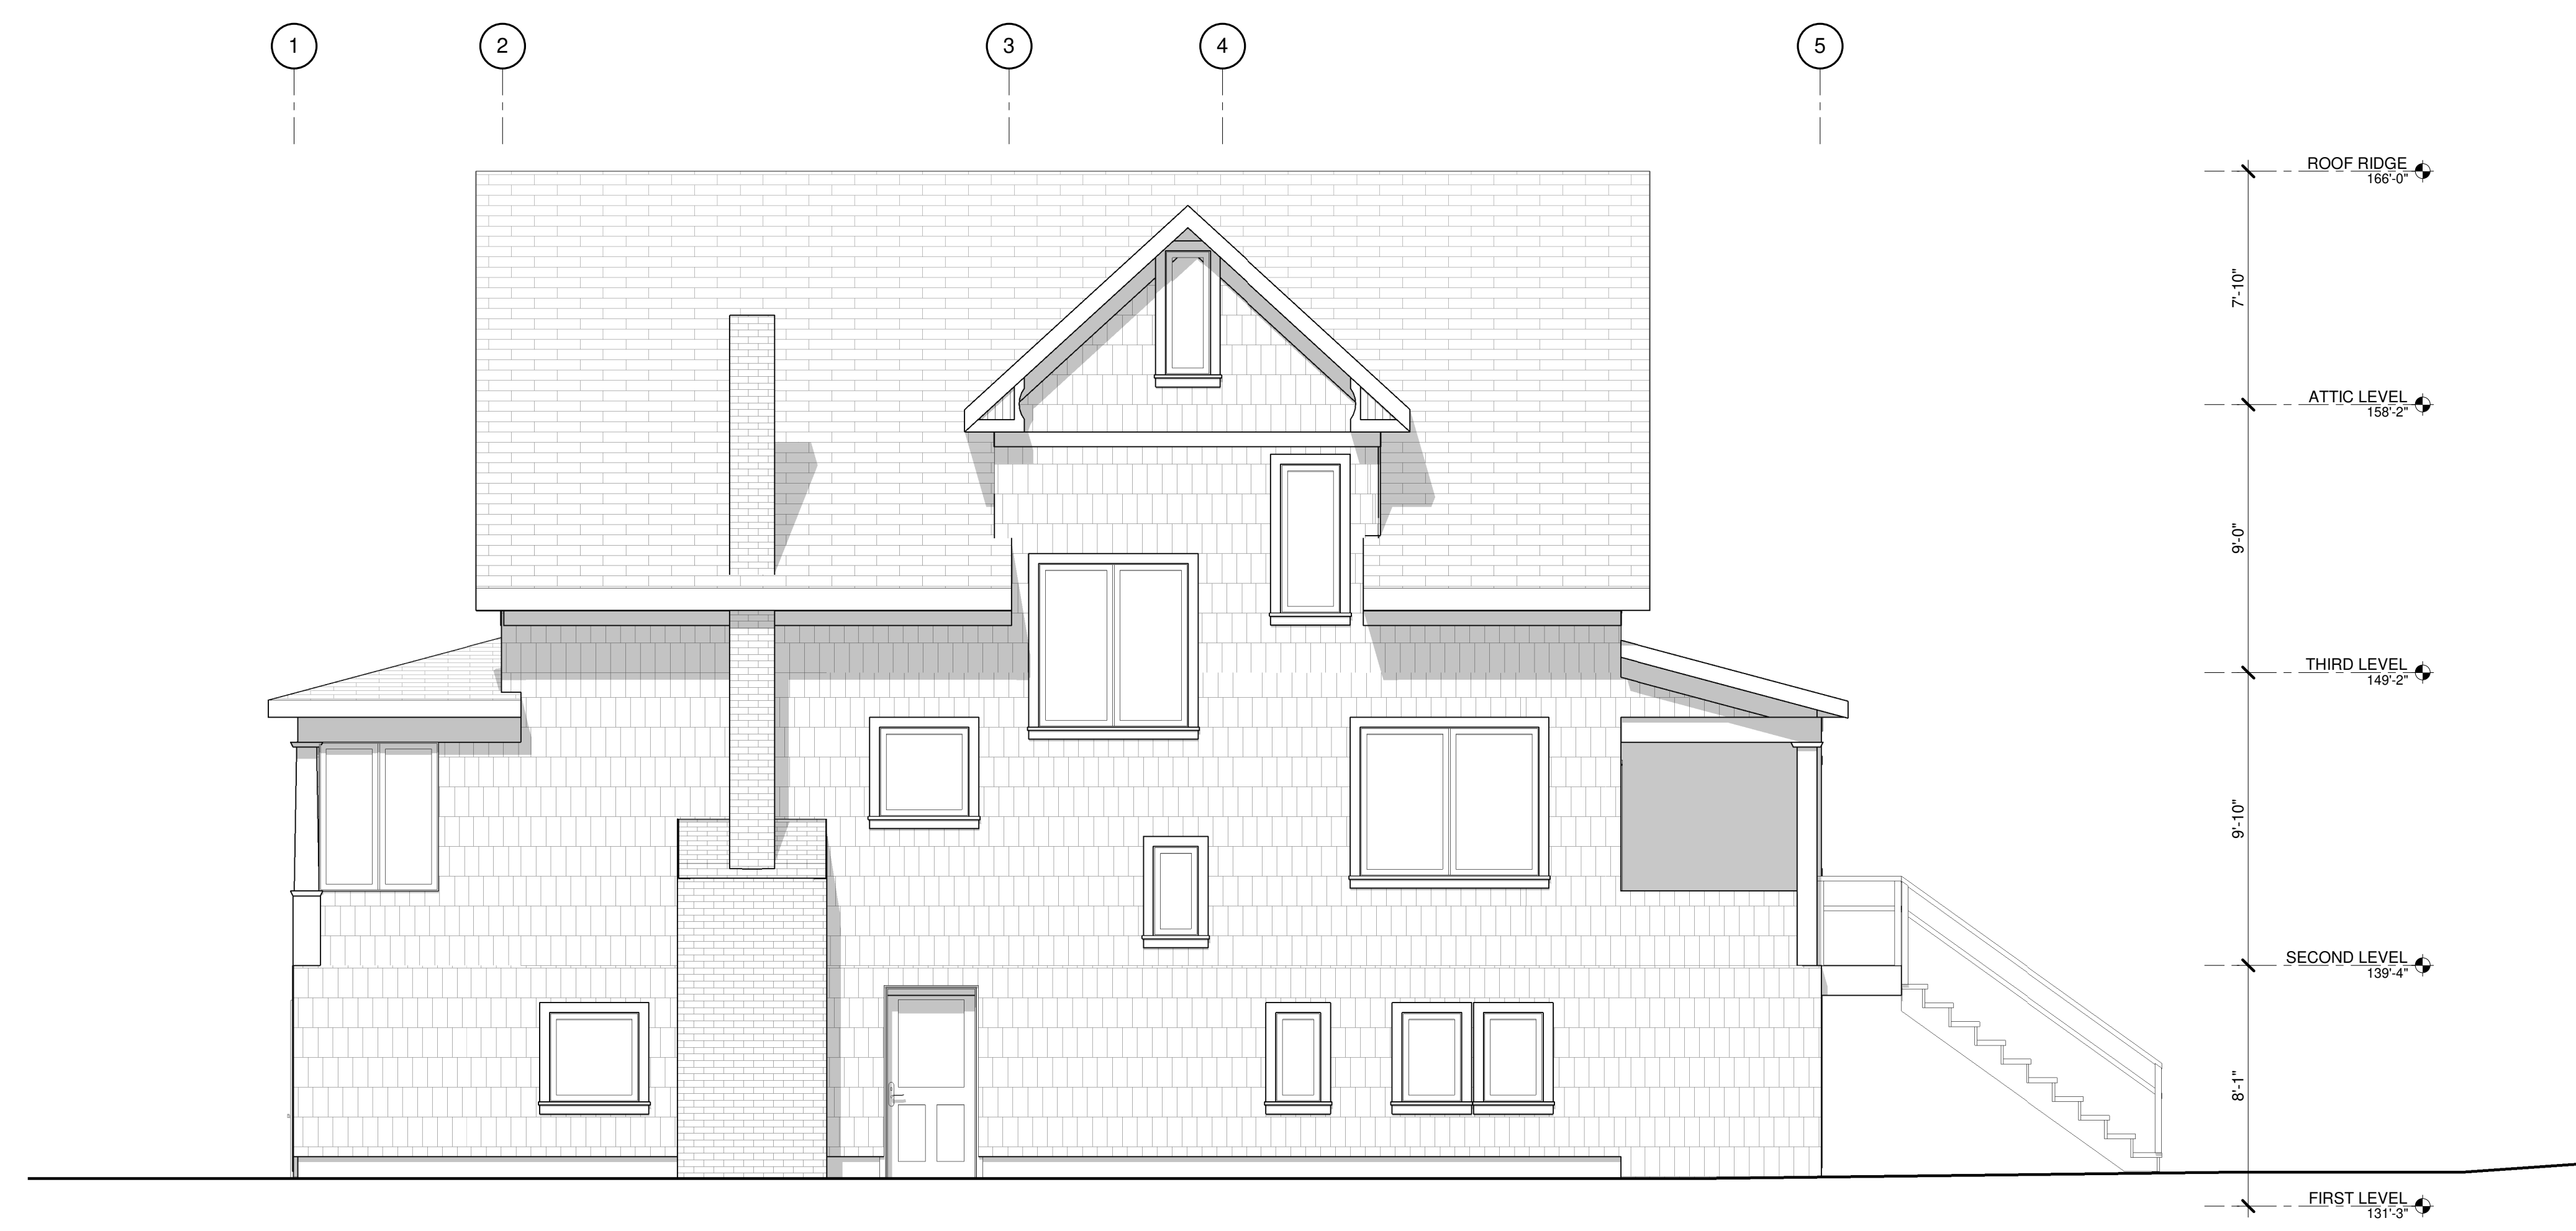 1
2
3
4
5
ROOF RIDGE
166'-0"
7'-10"
ATTIC LEVEL
158'-2"
9'-0"
THIRD LEVEL
149'-2"
9'-10"
SECOND LEVEL
139'-4"
8'-1"
FIRST LEVEL
131'-3"